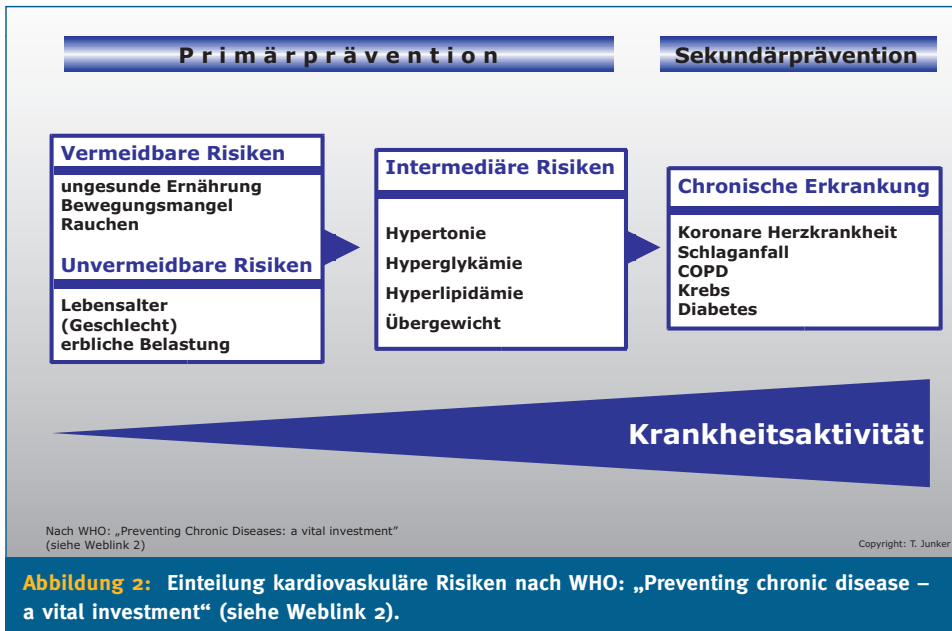 Primärprävention
Sekundärprävention
Vermeidbare Risiken
ungesunde Ernährung
Bewegungsmangel
Rauchen
Unvermeidbare Risiken
Lebensalter
(Geschlecht)
erbliche Belastung
Intermediäre Risiken
Hypertonie
Hyperglykämie
Hyperlipidämie
Übergewicht
Chronische Erkrankung
Koronare Herzkrankheit
Schlaganfall
COPD
Krebs
Diabetes
Krankheitsaktivität
Nach WHO: „Preventing Chronic Diseases: a vital investment“
(siehe Weblink 2)
Copyright: T. Junker
Abbildung 2: Einteilung kardiovaskuläre Risiken nach WHO: „Preventing chronic disease –
a vital investment“ (siehe Weblink 2).